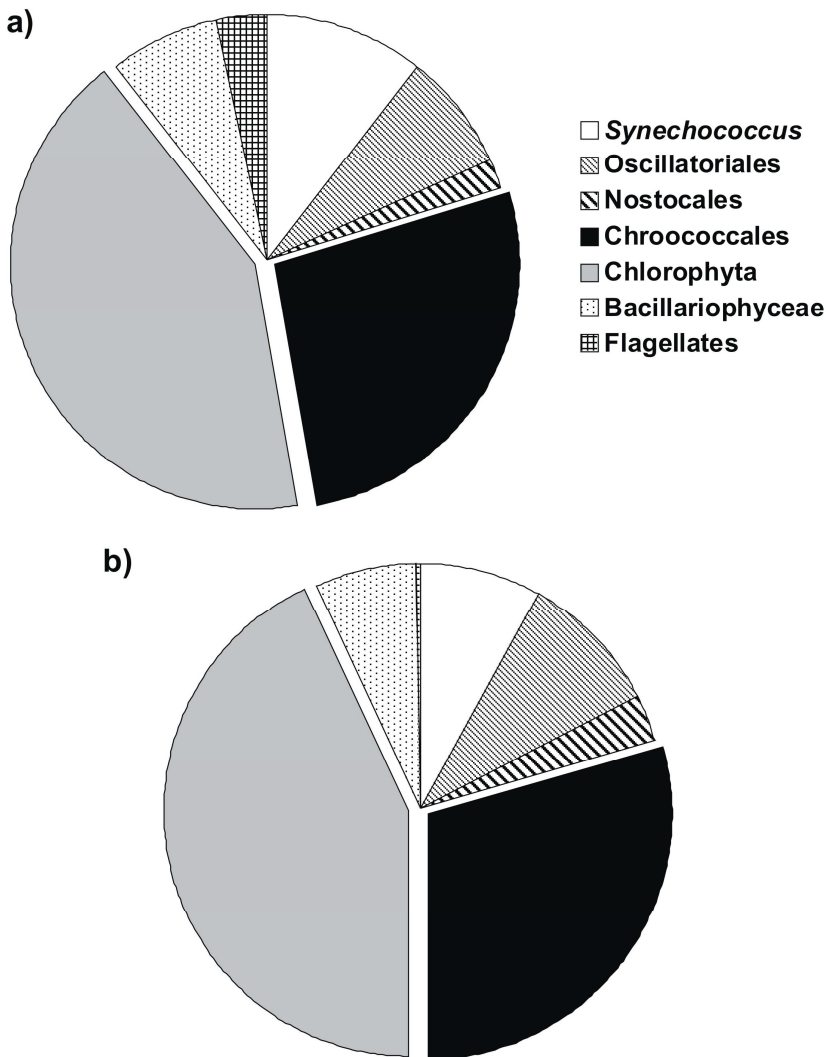 a)
Synechococcus
Oscillatoriales
Nostocales
Chroococcales
Chlorophyta
Bacillariophyceae
Flagellates
b)